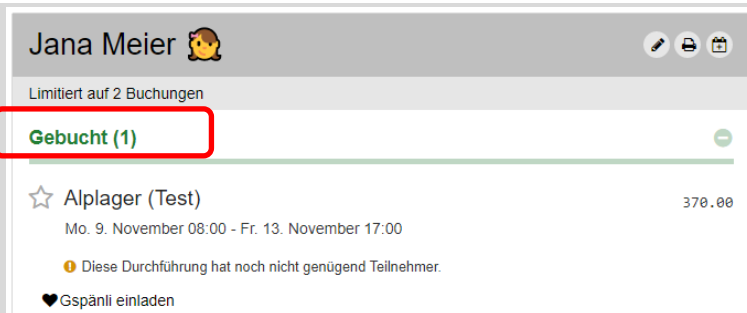 Jana Meier
Limitiert auf 2 Buchungen
Gebucht (1)
Alplager (Test)
370.00
Mo. 9. November 08:00 - Fr. 13. November 17:00
Diese Durchführung hat noch nicht genügend Teilnehmer.
Gspänli einladen